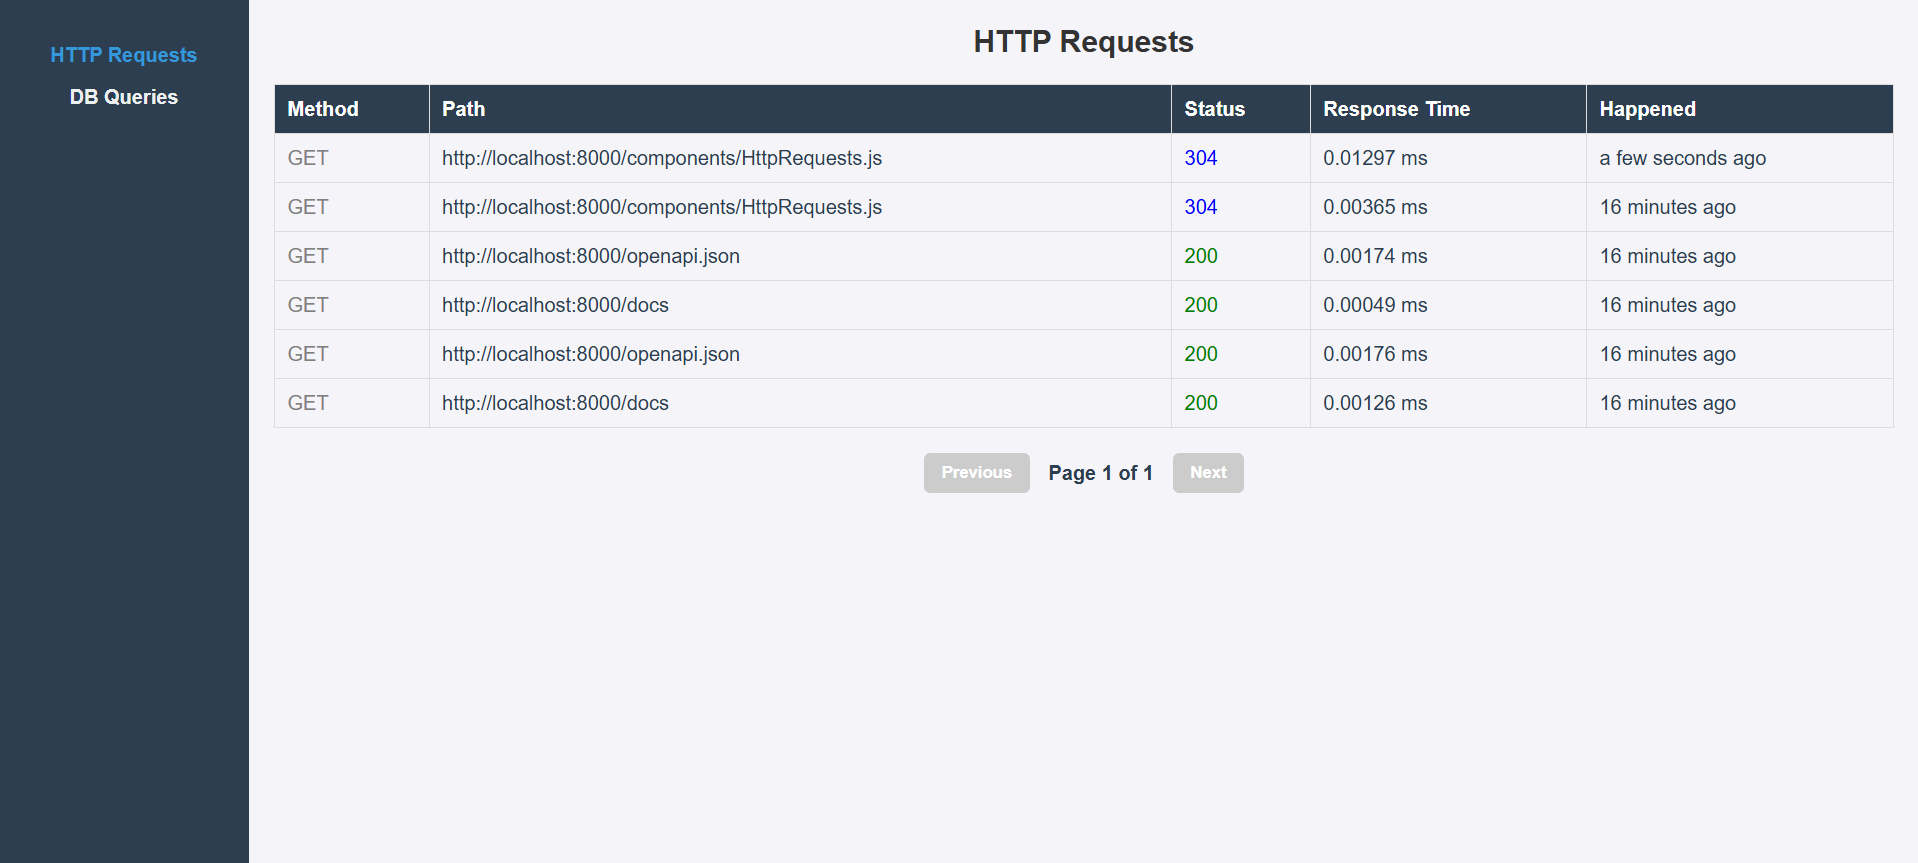 HTTP Requests
DB Queries
HTTP Requests
Method Path Status Response Time Happened
GET http://localhost:8000/components/HttpRequests.js 304 0.01297 ms a few seconds ago
GET http://localhost:8000/components/HttpRequests.js 304 0.00365 ms 16 minutes ago
GET http://localhost:8000/openapi.json 200 0.00174 ms 16 minutes ago
GET http://localhost:8000/docs 200 0.00049 ms 16 minutes ago
GET http://localhost:8000/openapi.json 200 0.00176 ms 16 minutes ago
GET http://localhost:8000/docs 200 0.00126 ms 16 minutes ago
Previous Page 1 of 1 Next